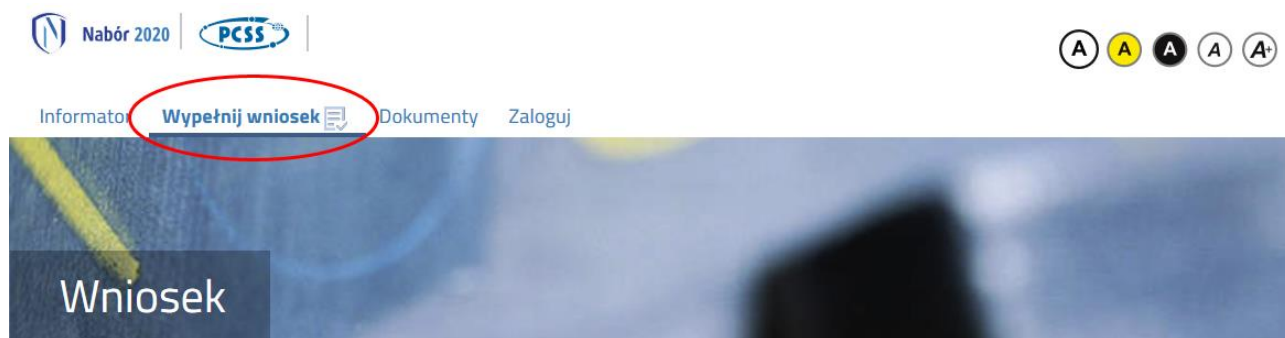 Nabór 2020 PCSS
A A A A A+
Informator Wypełnij wniosek Dokumenty Zaloguj
Wniosek